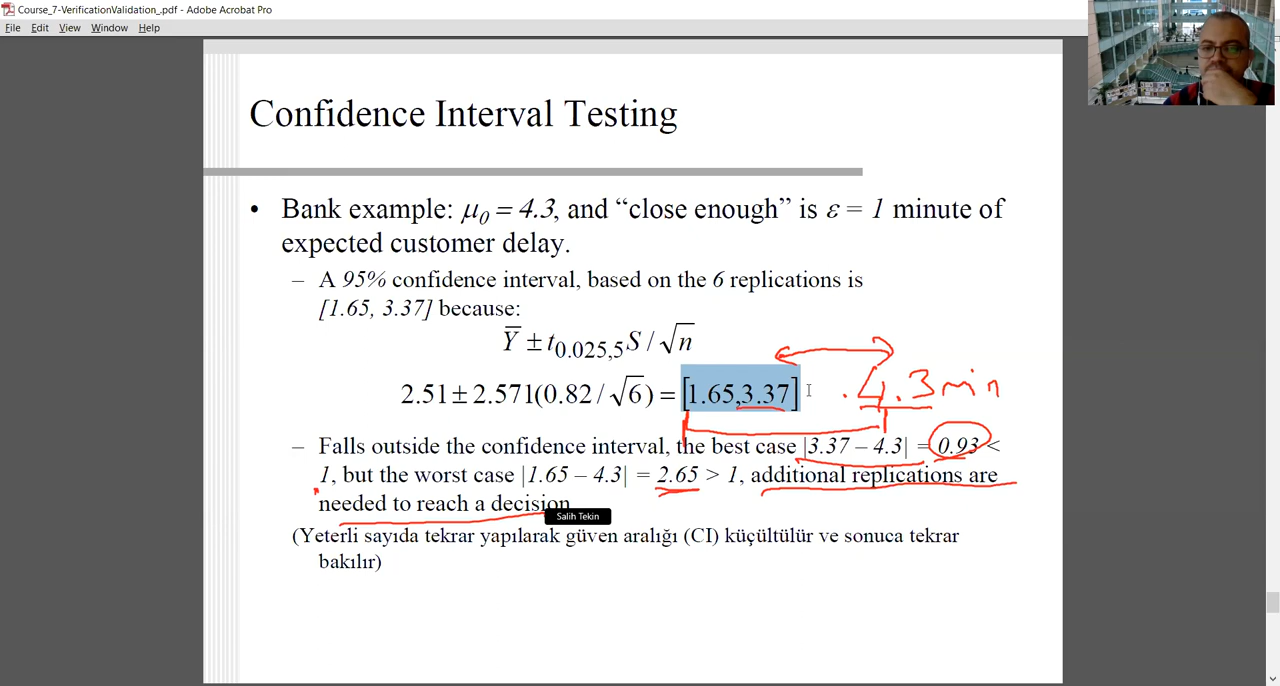 Course_7-VerificationValidation_.pdf - Adobe Acrobat Pro
File Edit View Window Help
Confidence Interval Testing
• Bank example: μ0 = 4.3, and “close enough” is ε = 1 minute of
expected customer delay.
– A 95% confidence interval, based on the 6 replications is
[1.65, 3.37] because:
Y̅ ± t0.025,5 S / √n
2.51 ± 2.571(0.82 / √6) = [1.65,3.37] .4.3 min
– Falls outside the confidence interval, the best case |3.37 – 4.3| = 0.93 <
1, but the worst case |1.65 – 4.3| = 2.65 > 1, additional replications are
needed to reach a decision
Salih Tekin
(Yeterli sayıda tekrar yapılarak güven aralığı (CI) küçültülür ve sonuca tekrar
bakılır)